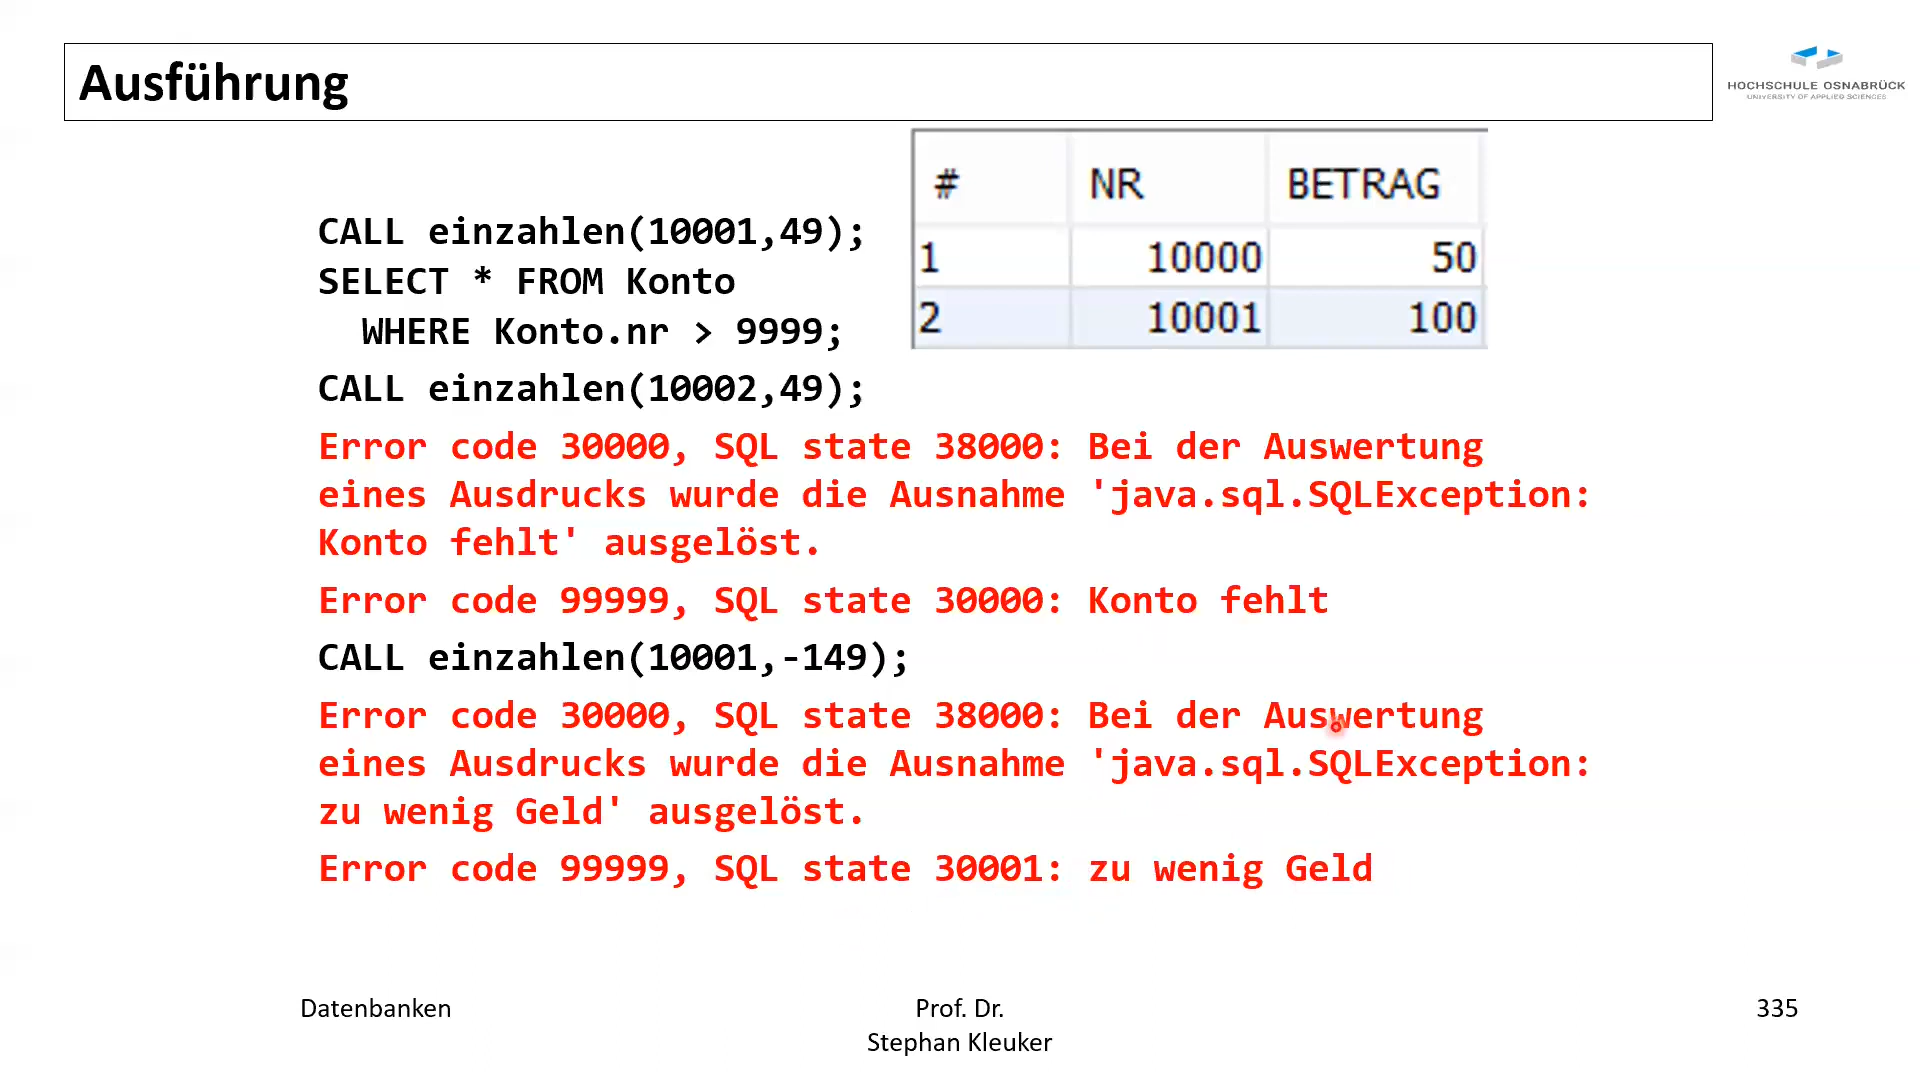 Ausführung
HOCHSCHULE OSNABRÜCK
UNIVERSITY OF APPLIED SCIENCES
# NR BETRAG
1 10000 50
2 10001 100
CALL einzahlen(10001,49);
SELECT * FROM Konto
WHERE Konto.nr > 9999;
CALL einzahlen(10002,49);
Error code 30000, SQL state 38000: Bei der Auswertung
eines Ausdrucks wurde die Ausnahme 'java.sql.SQLException:
Konto fehlt' ausgelöst.
Error code 99999, SQL state 30000: Konto fehlt
CALL einzahlen(10001,-149);
Error code 30000, SQL state 38000: Bei der Auswertung
eines Ausdrucks wurde die Ausnahme 'java.sql.SQLException:
zu wenig Geld' ausgelöst.
Error code 99999, SQL state 30001: zu wenig Geld
Datenbanken
Prof. Dr.
Stephan Kleuker
335